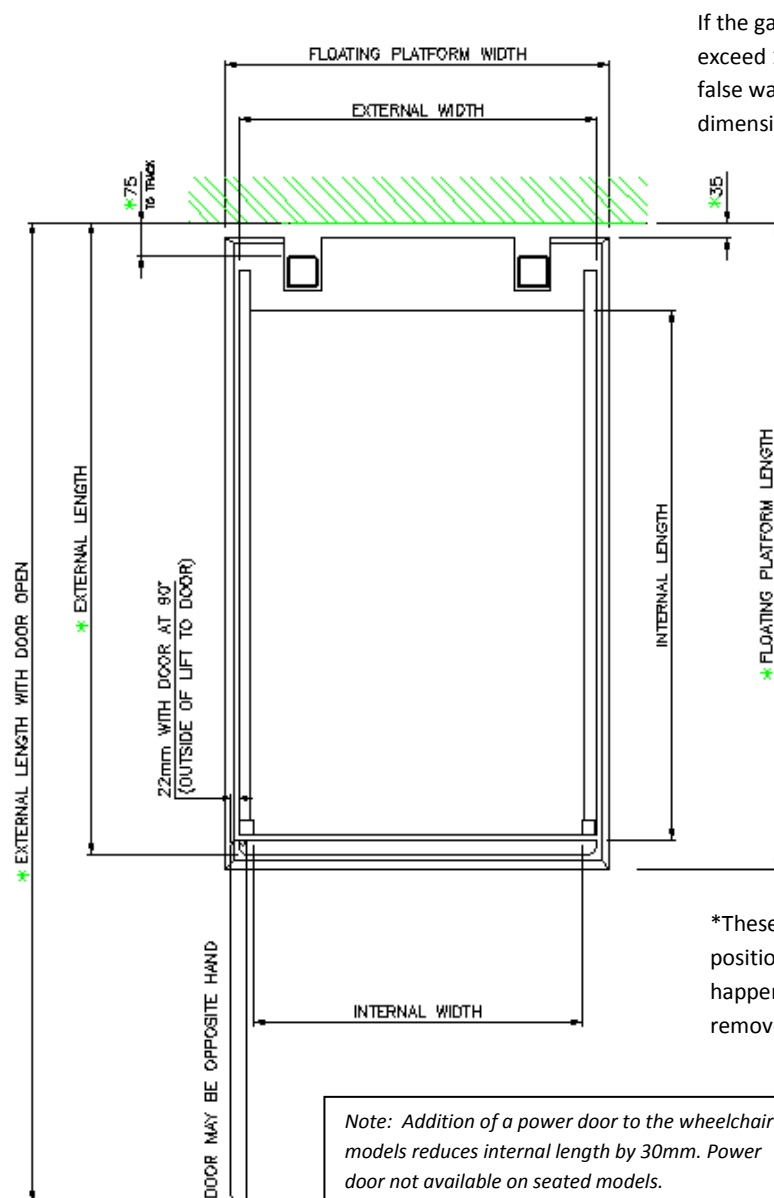 If the ga
exceed
false wa
dimensi
FLOATING PLATFORM WIDTH
EXTERNAL WIDTH
*75
TO TRACK
*35
* EXTERNAL LENGTH WITH DOOR OPEN
* EXTERNAL LENGTH
22mm WITH DOOR AT 90°
(OUTSIDE OF LIFT TO DOOR)
INTERNAL LENGTH
* FLOATING PLATFORM LENGTH
*These
positio
happen
remov
INTERNAL WIDTH
DOOR MAY BE OPPOSITE HAND
Note: Addition of a power door to the wheelchair
models reduces internal length by 30mm. Power
door not available on seated models.